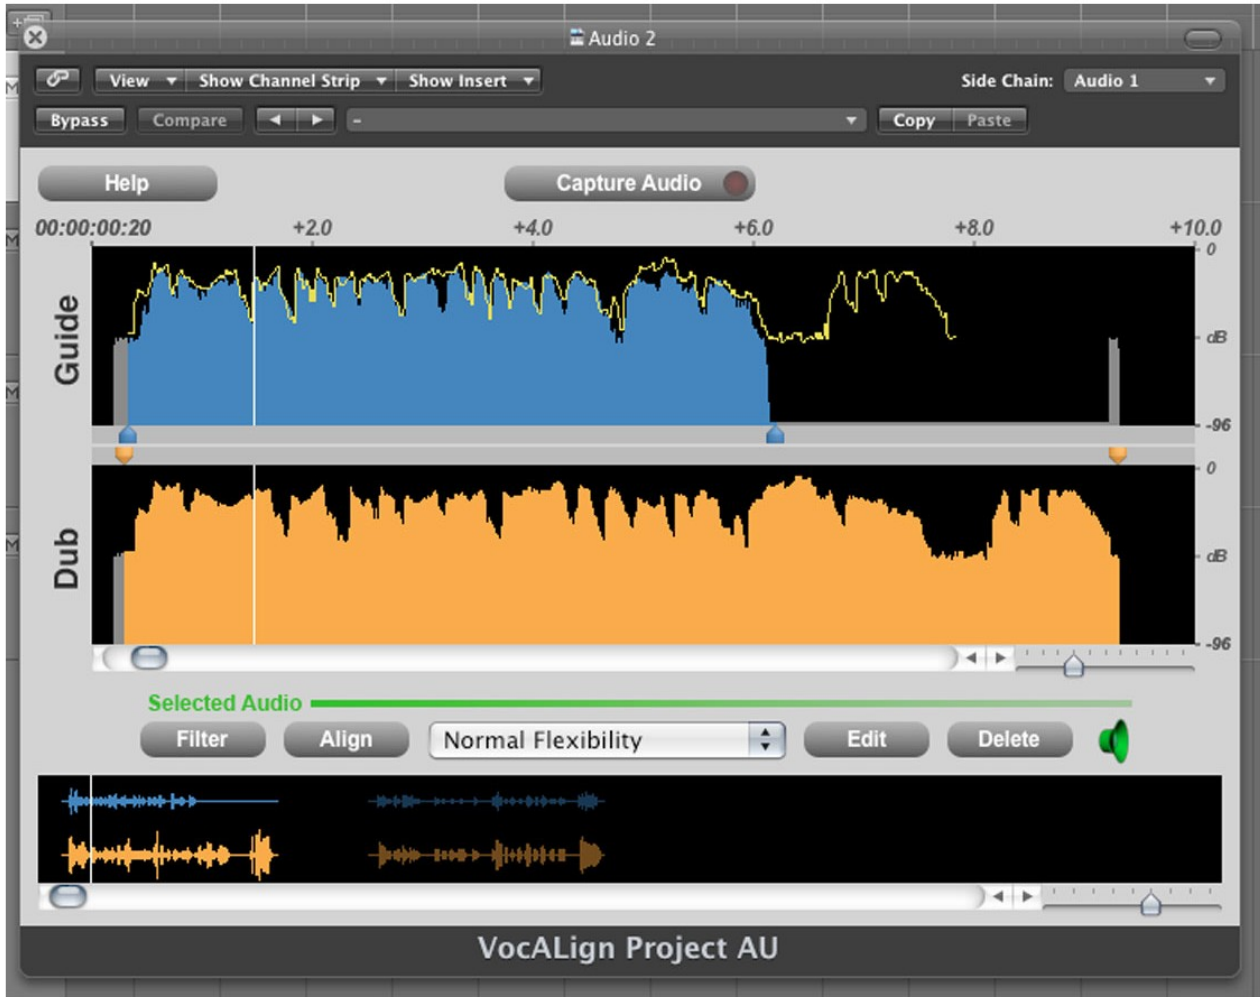 Audio 2
View Show Channel Strip Show Insert Side Chain: Audio 1
Bypass Compare - Copy Paste
Help Capture Audio
00:00:00:20 +2.0 +4.0 +6.0 +8.0 +10.0
0
Guide
dB
-96
0
Dub
dB
-96
Selected Audio
Filter Align Normal Flexibility Edit Delete
VocALign Project AU
M
M
M
M